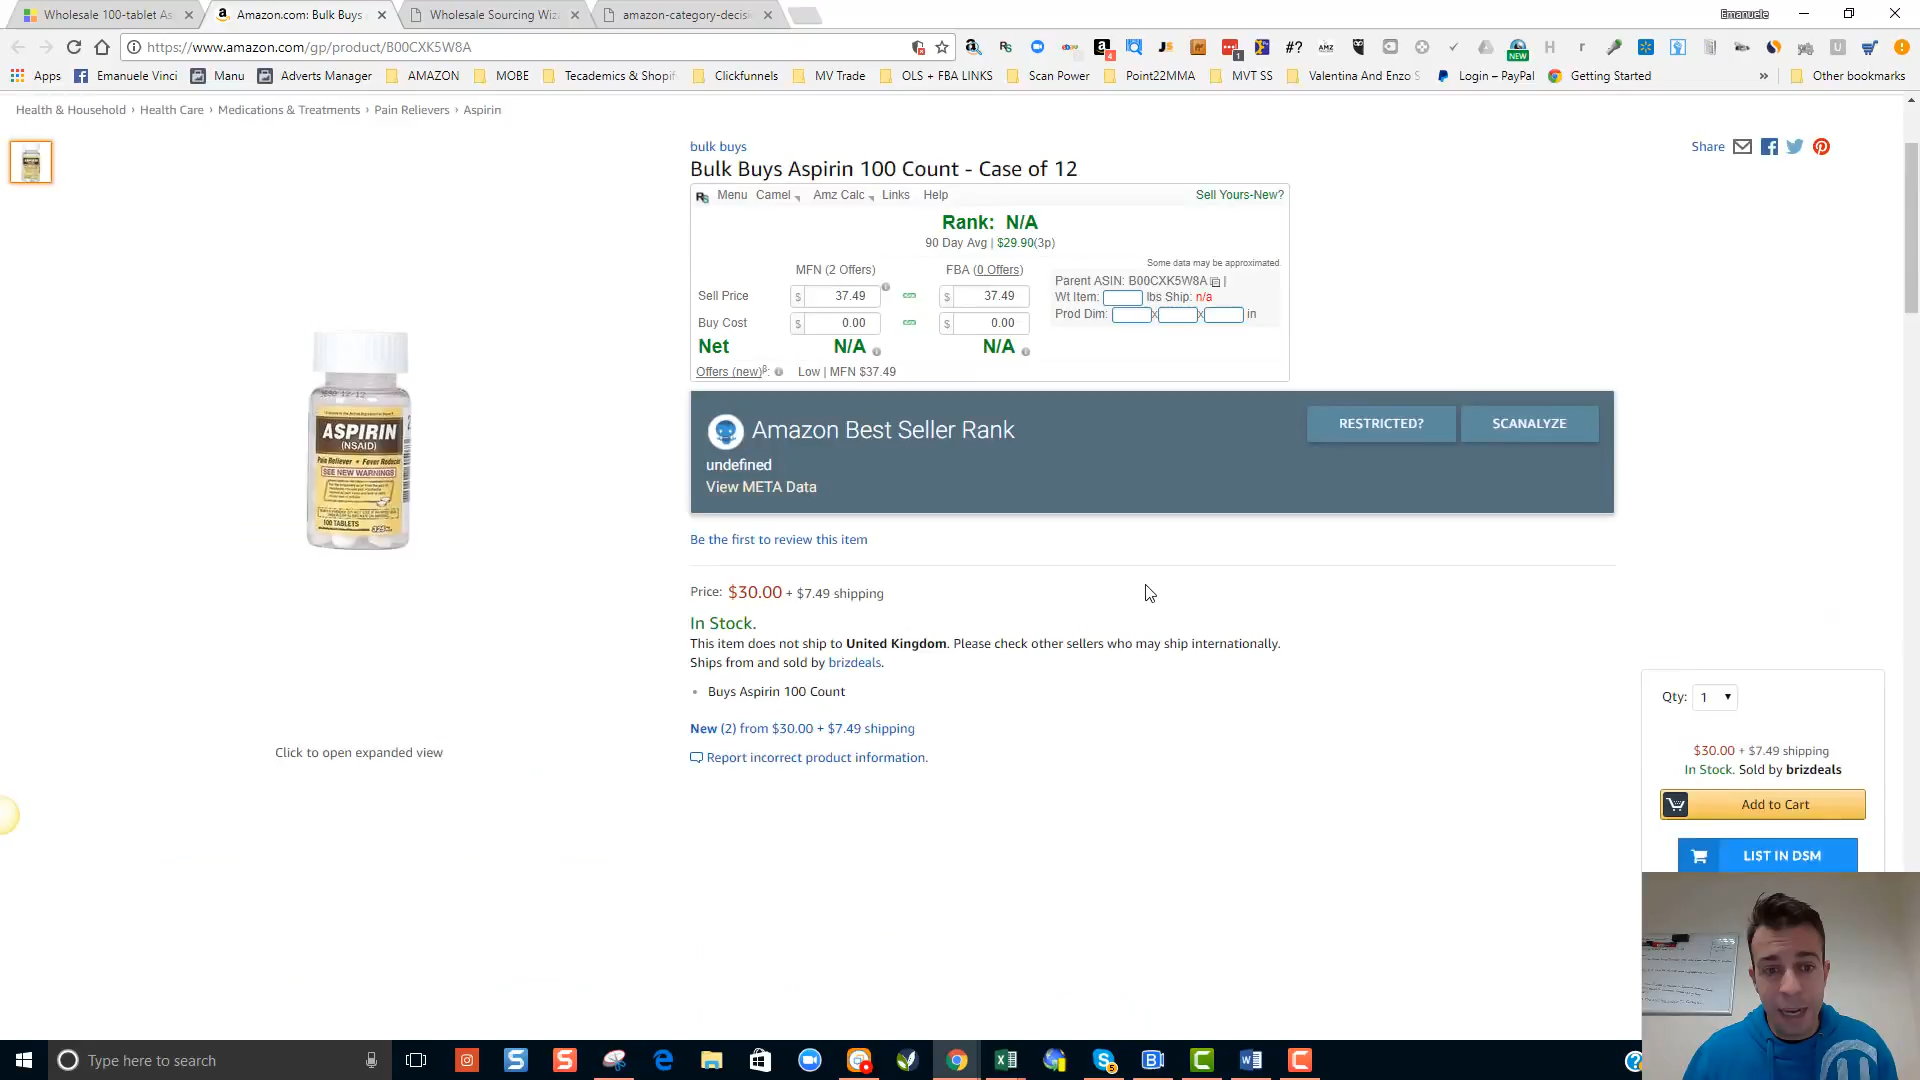 Wholesale 100-tablet As
Amazon.com: Bulk Buys
Wholesale Sourcing Wiz
amazon-category-decisi
Emanuele
https://www.amazon.com/gp/product/B00CXK5W8A
Apps
Emanuele Vinci
Manu
Adverts Manager
AMAZON
MOBE
Tecademics & Shopif
Clickfunnels
MV Trade
OLS + FBA LINKS
Scan Power
Point22MMA
MVT SS
Valentina And Enzo S
Login – PayPal
Getting Started
»
Other bookmarks
Health & Household › Health Care › Medications & Treatments › Pain Relievers › Aspirin
bulk buys
Share
Bulk Buys Aspirin 100 Count - Case of 12
Menu Camel Amz Calc Links Help Sell Yours-New?
Rank: N/A
90 Day Avg | $29.90(3p)
Some data may be approximated.
MFN (2 Offers) FBA (0 Offers)
Parent ASIN: B00CXK5W8A |
Sell Price $ 37.49 $ 37.49
Wt Item: lbs Ship: n/a
Prod Dim: x x in
Buy Cost $ 0.00 $ 0.00
Net N/A N/A
Offers (new)β: Low | MFN $37.49
Amazon Best Seller Rank
RESTRICTED?
SCANALYZE
undefined
View META Data
Be the first to review this item
Price: $30.00 + $7.49 shipping
In Stock.
This item does not ship to United Kingdom. Please check other sellers who may ship internationally.
Ships from and sold by brizdeals.
• Buys Aspirin 100 Count
New (2) from $30.00 + $7.49 shipping
Report incorrect product information.
ASPIRIN
(NSAID)
Pain Reliever • Fever Reducer
SEE NEW WARNINGS
100 TABLETS
Click to open expanded view
Qty: 1
$30.00 + $7.49 shipping
In Stock. Sold by brizdeals
Add to Cart
LIST IN DSM
Type here to search